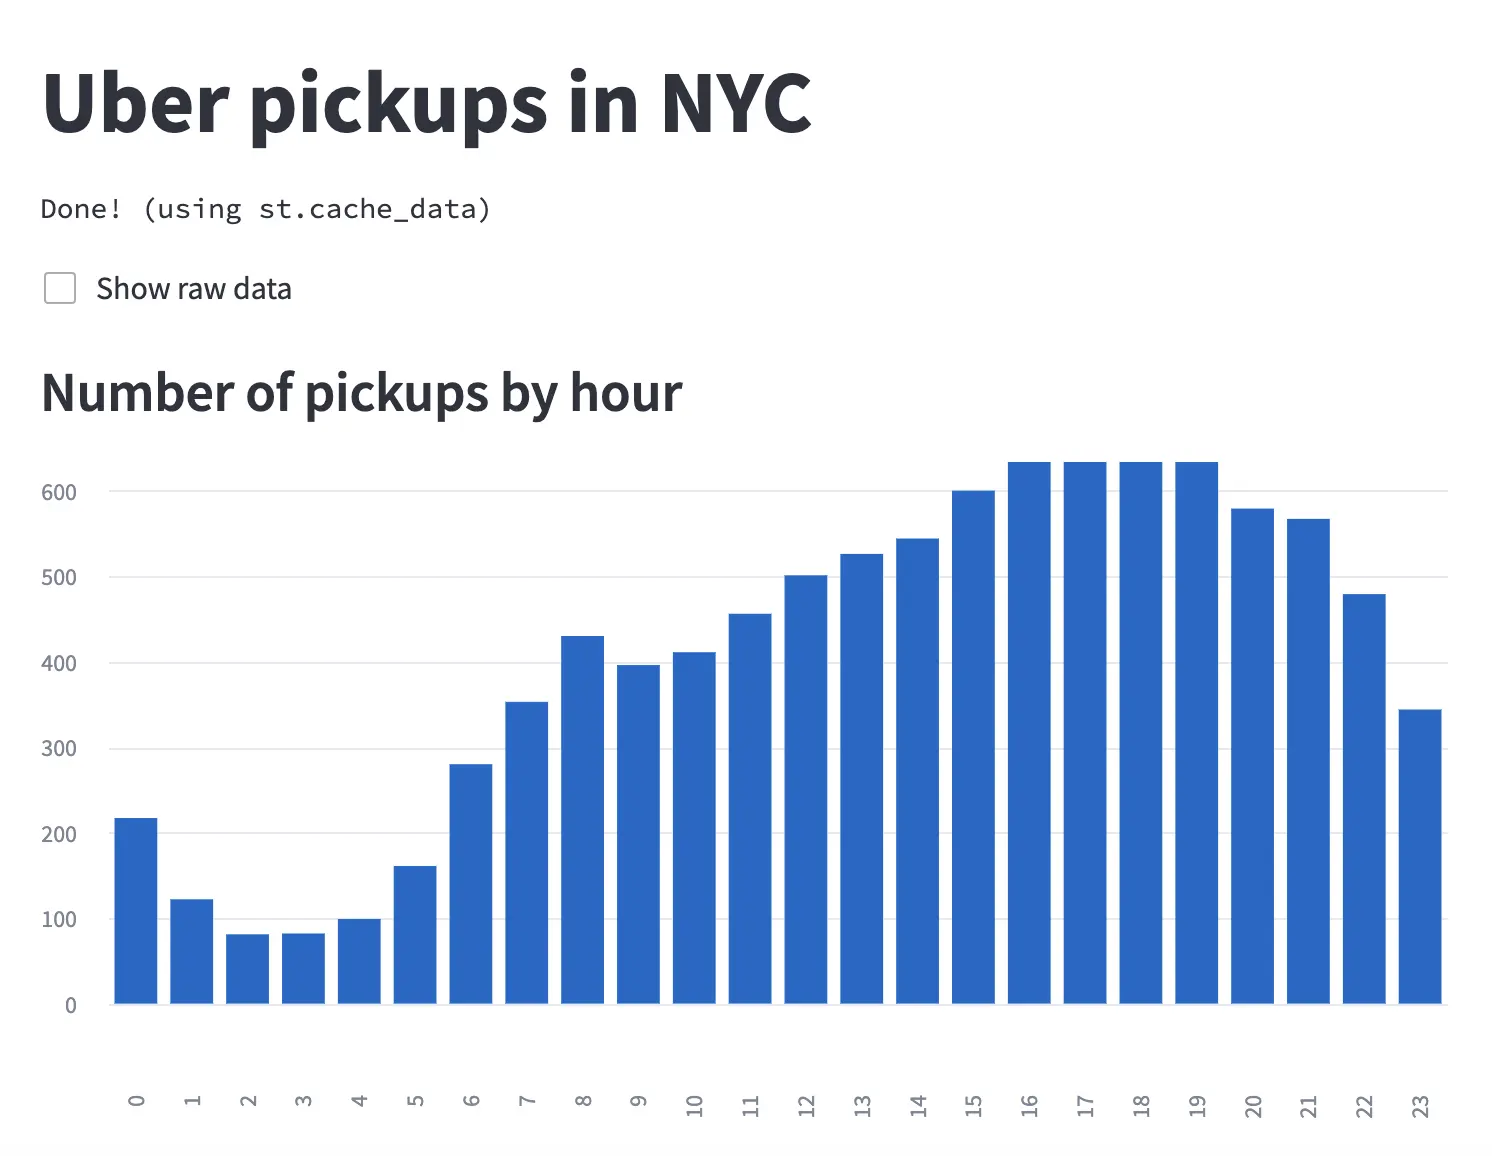 Uber pickups in NYC
Done! (using st.cache_data)
Show raw data
Number of pickups by hour
600
500
400
300
200
100
0
0 1 2 3 4 5 6 7 8 9 10 11 12 13 14 15 16 17 18 19 20 21 22 23